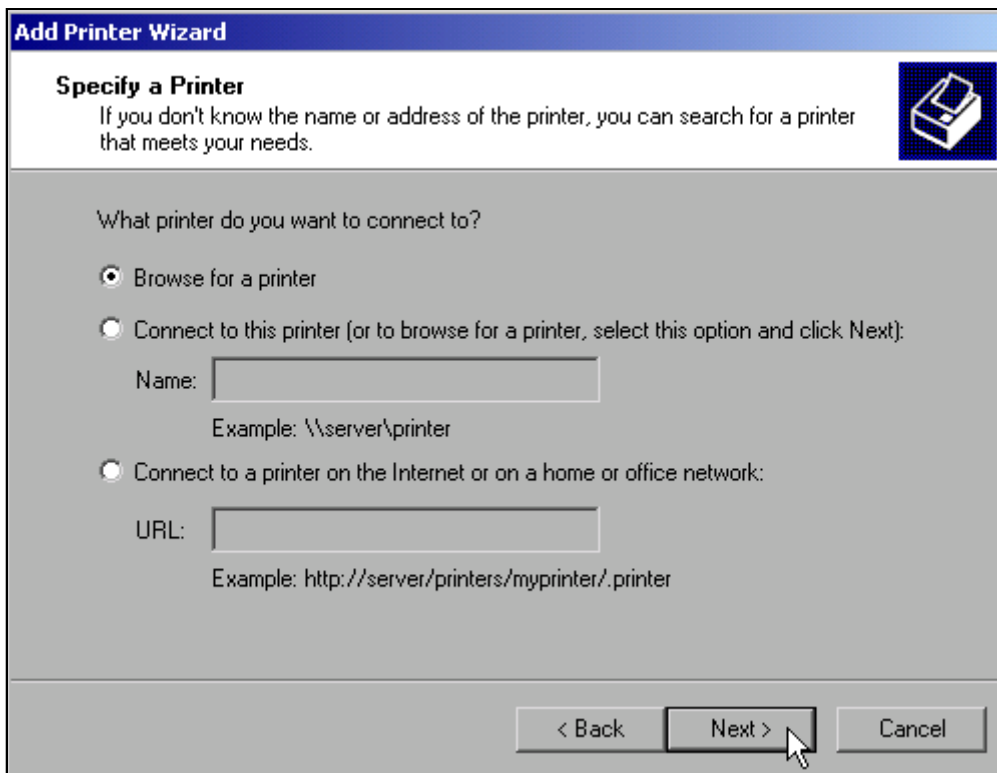 Add Printer Wizard
Specify a Printer
If you don't know the name or address of the printer, you can search for a printer
that meets your needs.
What printer do you want to connect to?
Browse for a printer
Connect to this printer (or to browse for a printer, select this option and click Next):
Name:
Example: \\server\printer
Connect to a printer on the Internet or on a home or office network:
URL:
Example: http://server/printers/myprinter/.printer
< Back Next > Cancel